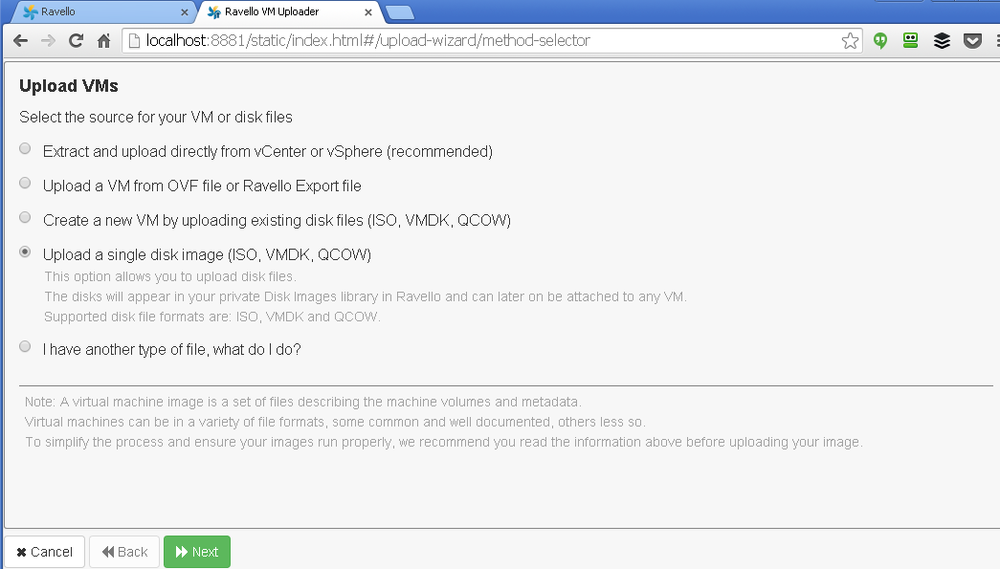 Ravello
Ravello VM Uploader
localhost:8881/static/index.html#/upload-wizard/method-selector
Upload VMs
Select the source for your VM or disk files
Extract and upload directly from vCenter or vSphere (recommended)
Upload a VM from OVF file or Ravello Export file
Create a new VM by uploading existing disk files (ISO, VMDK, QCOW)
Upload a single disk image (ISO, VMDK, QCOW)
This option allows you to upload disk files.
The disks will appear in your private Disk Images library in Ravello and can later on be attached to any VM.
Supported disk file formats are: ISO, VMDK and QCOW.
I have another type of file, what do I do?
Note: A virtual machine image is a set of files describing the machine volumes and metadata.
Virtual machines can be in a variety of file formats, some common and well documented, others less so.
To simplify the process and ensure your images run properly, we recommend you read the information above before uploading your image.
Cancel
Back
Next